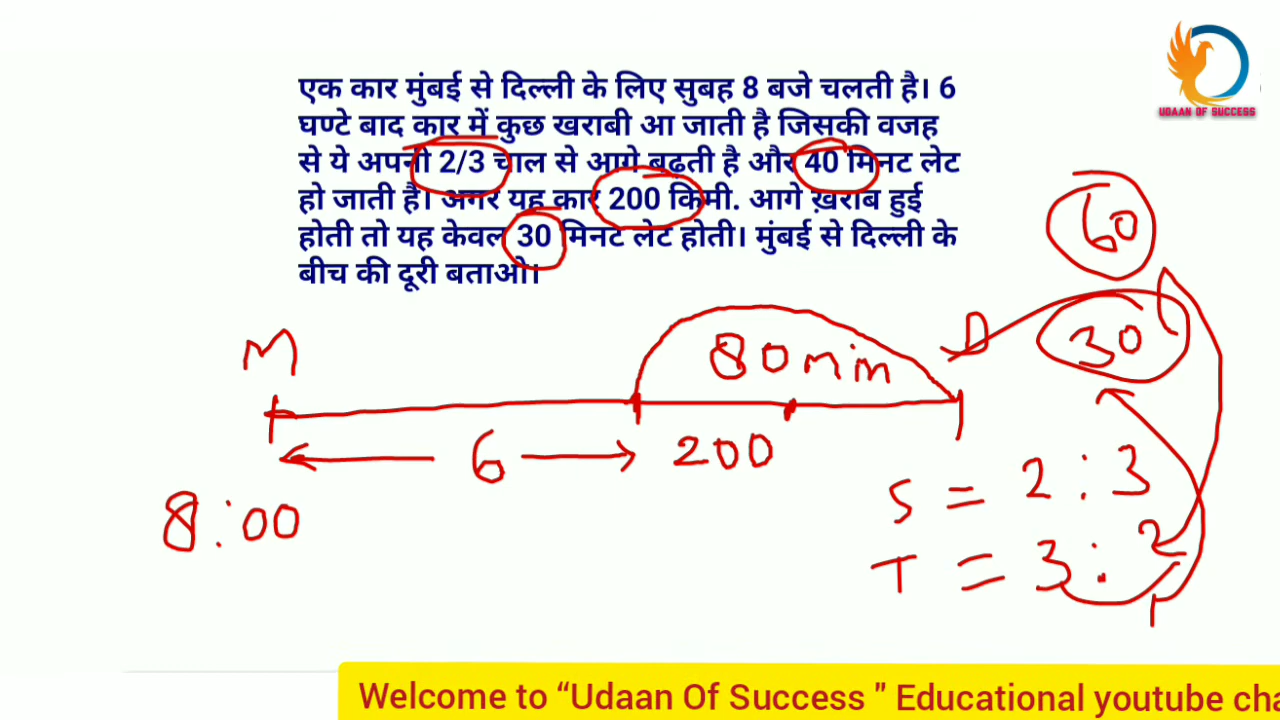 UDAAN OF SUCCESS
एक कार मुंबई से दिल्ली के लिए सुबह 8 बजे चलती है। 6
घण्टे बाद कार में कुछ खराबी आ जाती है जिसकी वजह
से ये अपनी 2/3 चाल से आगे बढ़ती है और 40 मिनट लेट
हो जाती है। अगर यह कार 200 किमी. आगे ख़राब हुई
होती तो यह केवल 30 मिनट लेट होती। मुंबई से दिल्ली के
बीच की दूरी बताओ।
60
30
M
80 min
D
6
200
8:00
S = 2 : 3
T = 3 : 2
1
Welcome to “Udaan Of Success ” Educational youtube cha